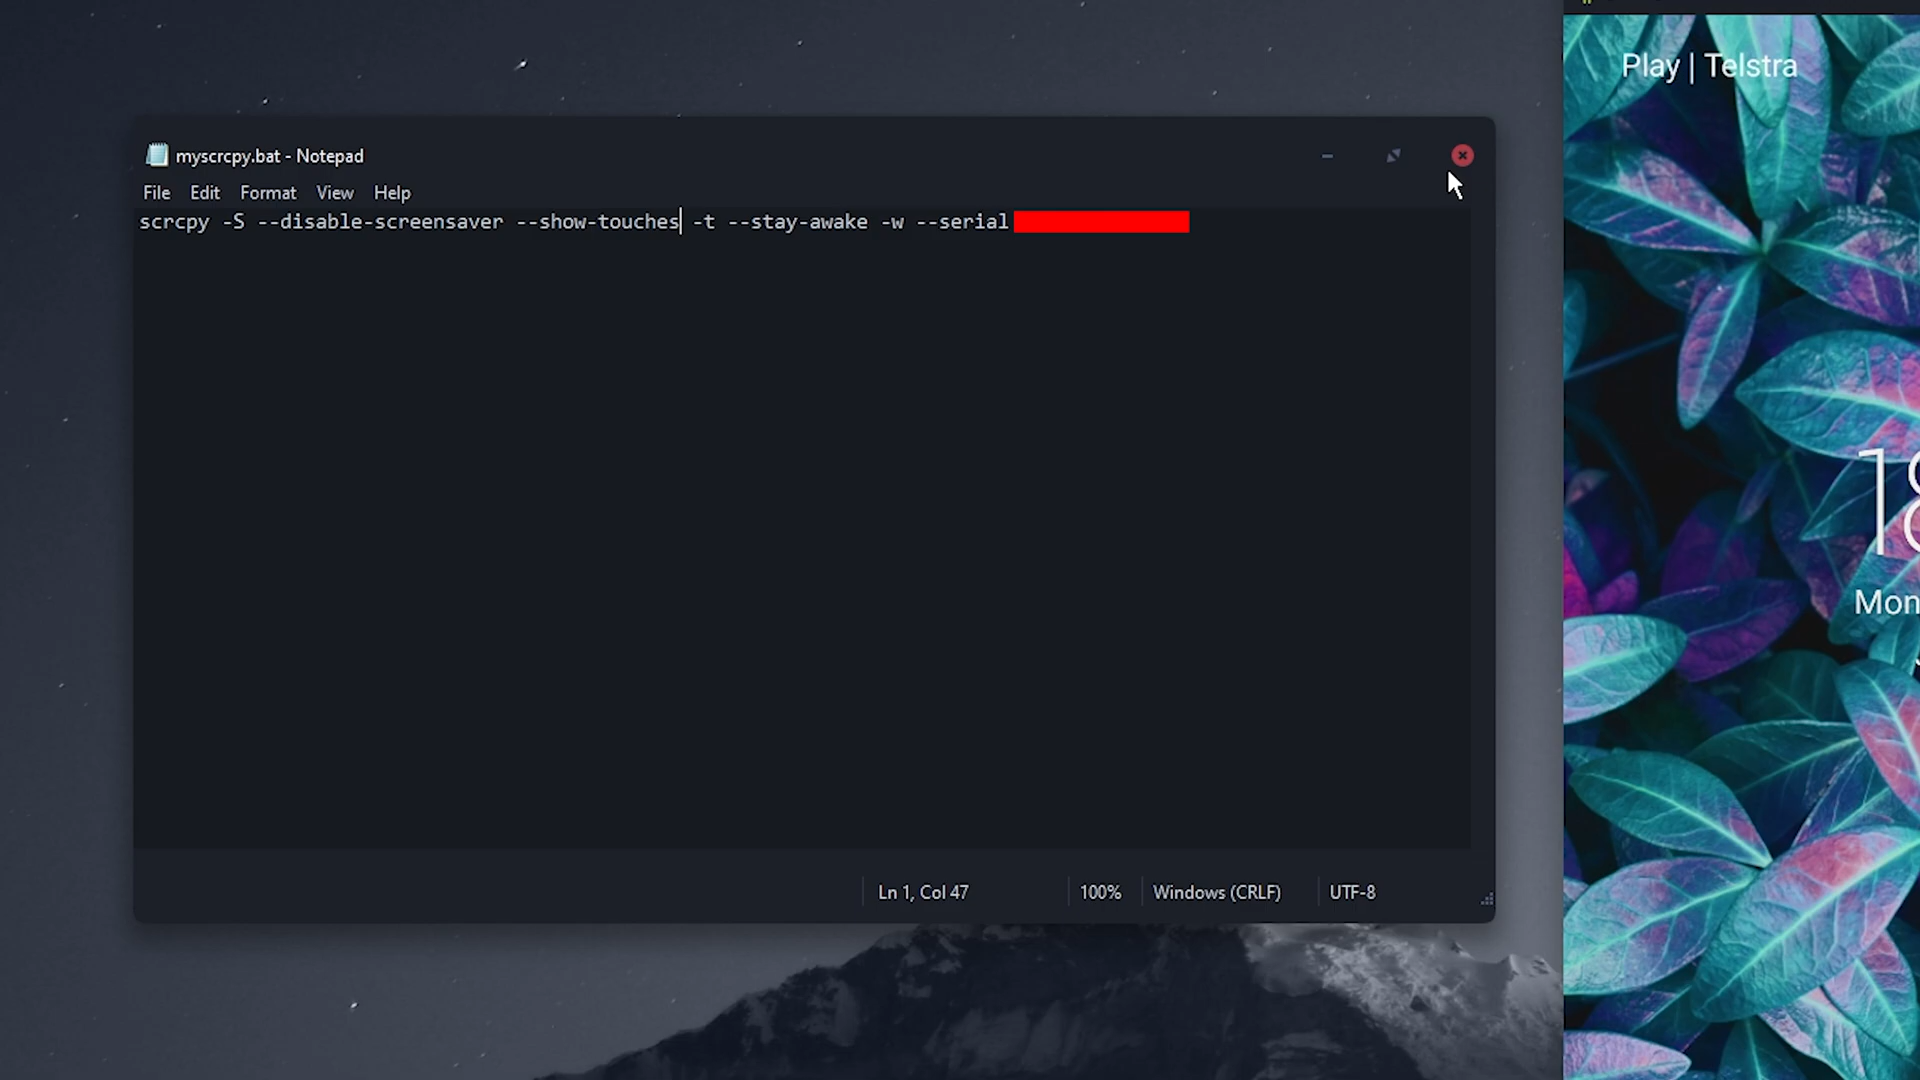 Play | Telstra
myscrcpy.bat - Notepad
File Edit Format View Help
scrcpy -S --disable-screensaver --show-touches -t --stay-awake -w --serial
18
Mon
Ln 1, Col 47 100% Windows (CRLF) UTF-8